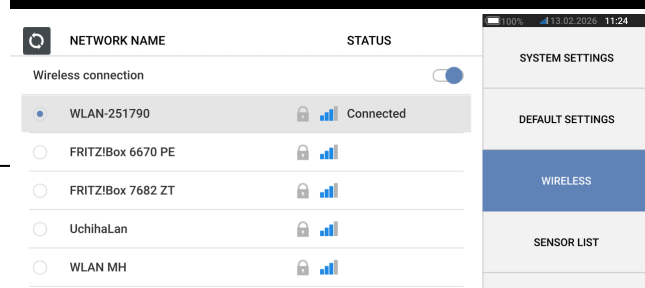 100% 13.02.2026 11:24
NETWORK NAME STATUS
Wireless connection
WLAN-251790 Connected
FRITZ!Box 6670 PE
FRITZ!Box 7682 ZT
UchihaLan
WLAN MH
SYSTEM SETTINGS
DEFAULT SETTINGS
WIRELESS
SENSOR LIST